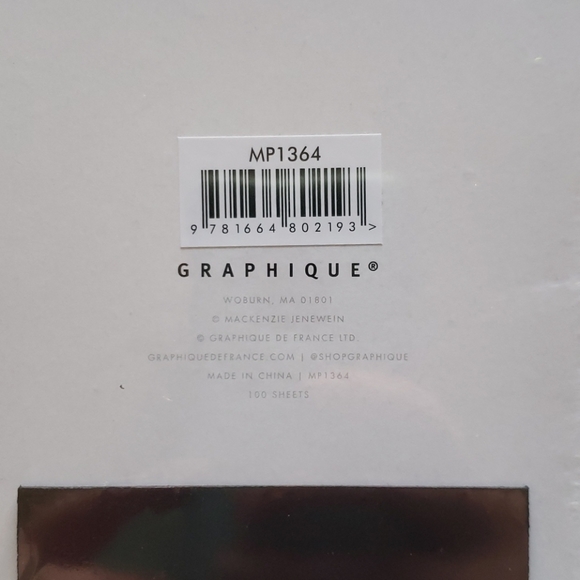 MP1364
9 781664 802193 >
GRAPHIQUE®
WOBURN, MA 01801
© MACKENZIE JENEWEIN
© GRAPHIQUE DE FRANCE LTD.
GRAPHIQUEDEFRANCE.COM | @SHOPGRAPHIQUE
MADE IN CHINA | MP1364
100 SHEETS